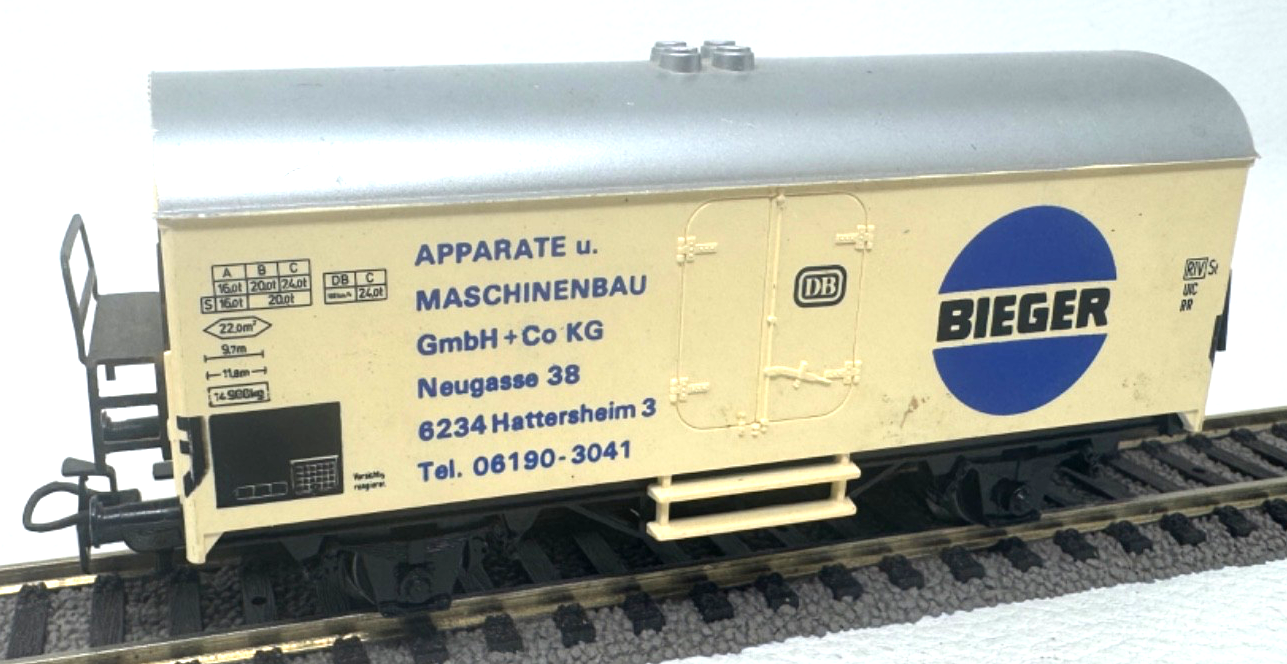 A B C
16,0t 20,0t 24,0t
S 16,0t 20,0t
DB C
24,0t
22,0m²
9,7m
11,8m
14 900kg
APPARATE u.
MASCHINENBAU
GmbH + Co KG
Neugasse 38
6234 Hattersheim 3
Tel. 06190-3041
DB
BIEGER
RIV
UIC
Vorsichtig